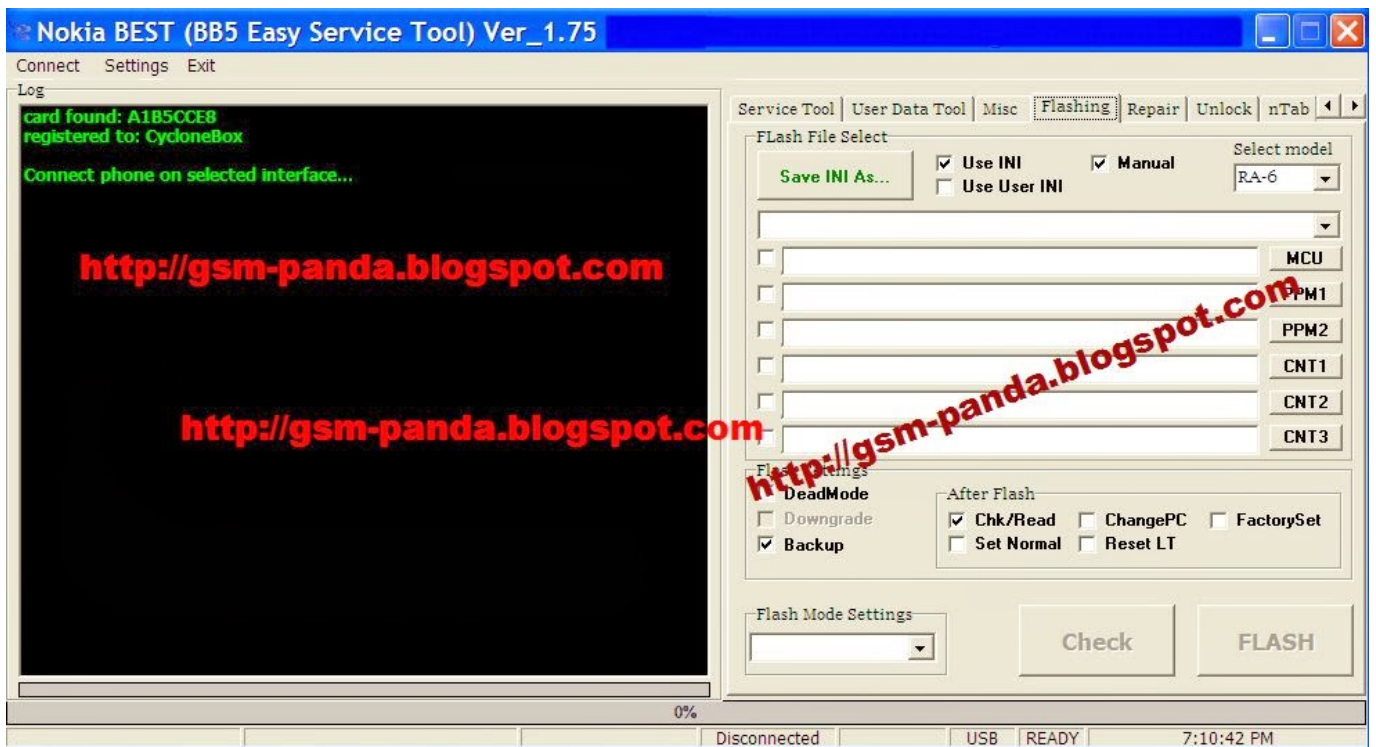 Nokia BEST (BB5 Easy Service Tool) Ver_1.75
Connect Settings Exit
Log
card found: A1B5CCE8
registered to: CycloneBox
Connect phone on selected interface...
http://gsm-panda.blogspot.com
http://gsm-panda.blogspot.com
Service Tool User Data Tool Misc Flashing Repair Unlock nTab
FLash File Select
Save INI As...
Use INI
Use User INI
Manual
Select model
RA-6
MCU
PPM1
PPM2
CNT1
CNT2
CNT3
http://gsm-panda.blogspot.com
DeadMode
Downgrade
Backup
After Flash
Chk/Read ChangePC FactorySet
Set Normal Reset LT
Flash Mode Settings
Check FLASH
0%
Disconnected USB READY 7:10:42 PM